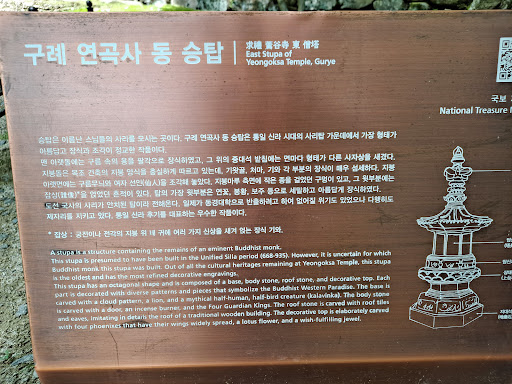 구례 연곡사 동 승탑
求禮 鷰谷寺 東 僧塔
East Stupa of
Yeongoksa Temple, Gurye
국보
National Treasure
승탑은 이름난 스님들의 사리를 모시는 곳이다. 구례 연곡사 동 승탑은 통일 신라 시대의 사리탑 가운데에서 가장 형태가
아름답고 장식과 조각이 정교한 작품이다.
맨 아랫돌에는 구름 속의 용을 팔각으로 장식하였고, 그 위의 중대석 받침에는 면마다 형태가 다른 사자상을 새겼다.
지붕돌은 목조 건축의 지붕 양식을 충실하게 따르고 있는데, 기왓골, 처마, 기와 각 부분의 장식이 매우 섬세하다. 지붕
아랫면에는 구름무늬와
조각해 놓았다. 지붕마루 측면에 작은 종을 걸었던 구멍이 있고, 그 윗부분에는
잡상(雜像)*을 얹었던 흔적이 있다. 탑의 가장 윗부분은 연꽃, 봉황, 보주 등으로 세밀하고 아름답게 장식하였다.
도선 국사의 사리가 안치된 탑이라 전해온다. 일제가 동경대학으로 반출하려고 하여 없어질 위기도 있었으나 다행히도
제자리를 지키고 있다. 통일 신라 후기를 대표하는 우수한 작품이다.
* 잡상 : 궁전이나 전각의 지붕 위 네 귀에 여러 가지 신상을 새겨 얹는 장식 기와.
A stupa is a structure containing the remains of an eminent Buddhist monk.
This stupa is presumed to have been built in the Unified Silla period (668-935). However, it is uncertain for which
Buddhist monk this stupa was built. Out of all the cultural heritages remaining at Yeongoksa Temple, this stupa
is the oldest and has the most refined decorative engravings.
This stupa has an octagonal shape and is composed of a base, body stone, roof stone, and decorative top. Each
part is decorated with diverse patterns and pieces that symbolize the Buddhist Western Paradise. The base is
carved with a cloud pattern, a lion, and a mythical half-human, half-bird creature (kalavinka). The body stone
is carved with a door, an incense burner, and the Four Guardian Kings. The roof stone is carved with roof tiles
and eaves, imitating in details the roof of a traditional wooden building. The decorative top is elaborately carved
with four phoenixes that have their wings widely spread, a lotus flower, and a wish-fulfilling jewel.